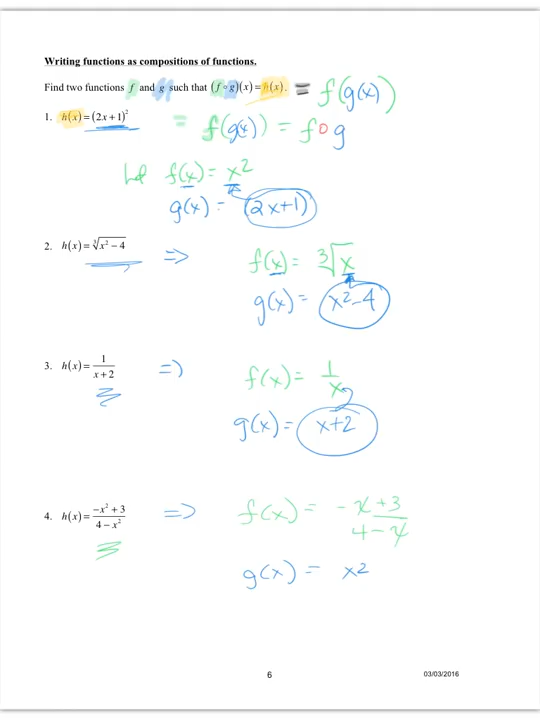 Writing functions as compositions of functions.
Find two functions f and g such that (f ∘ g)(x) = h(x). = f(g(x))
1. h(x) = (2x + 1)² = f(g(x)) = f ∘ g
let f(x) = x²
g(x) = (2x+1)
2. h(x) = ∛(x² − 4) ⇒ f(x) = ∛x
g(x) = x²−4
3. h(x) = 1/(x + 2) ⇒ f(x) = 1/x
g(x) = x+2
4. h(x) = (−x² + 3)/(4 − x²) ⇒ f(x) = (−x+3)/(4−x)
g(x) = x²
6
03/03/2016